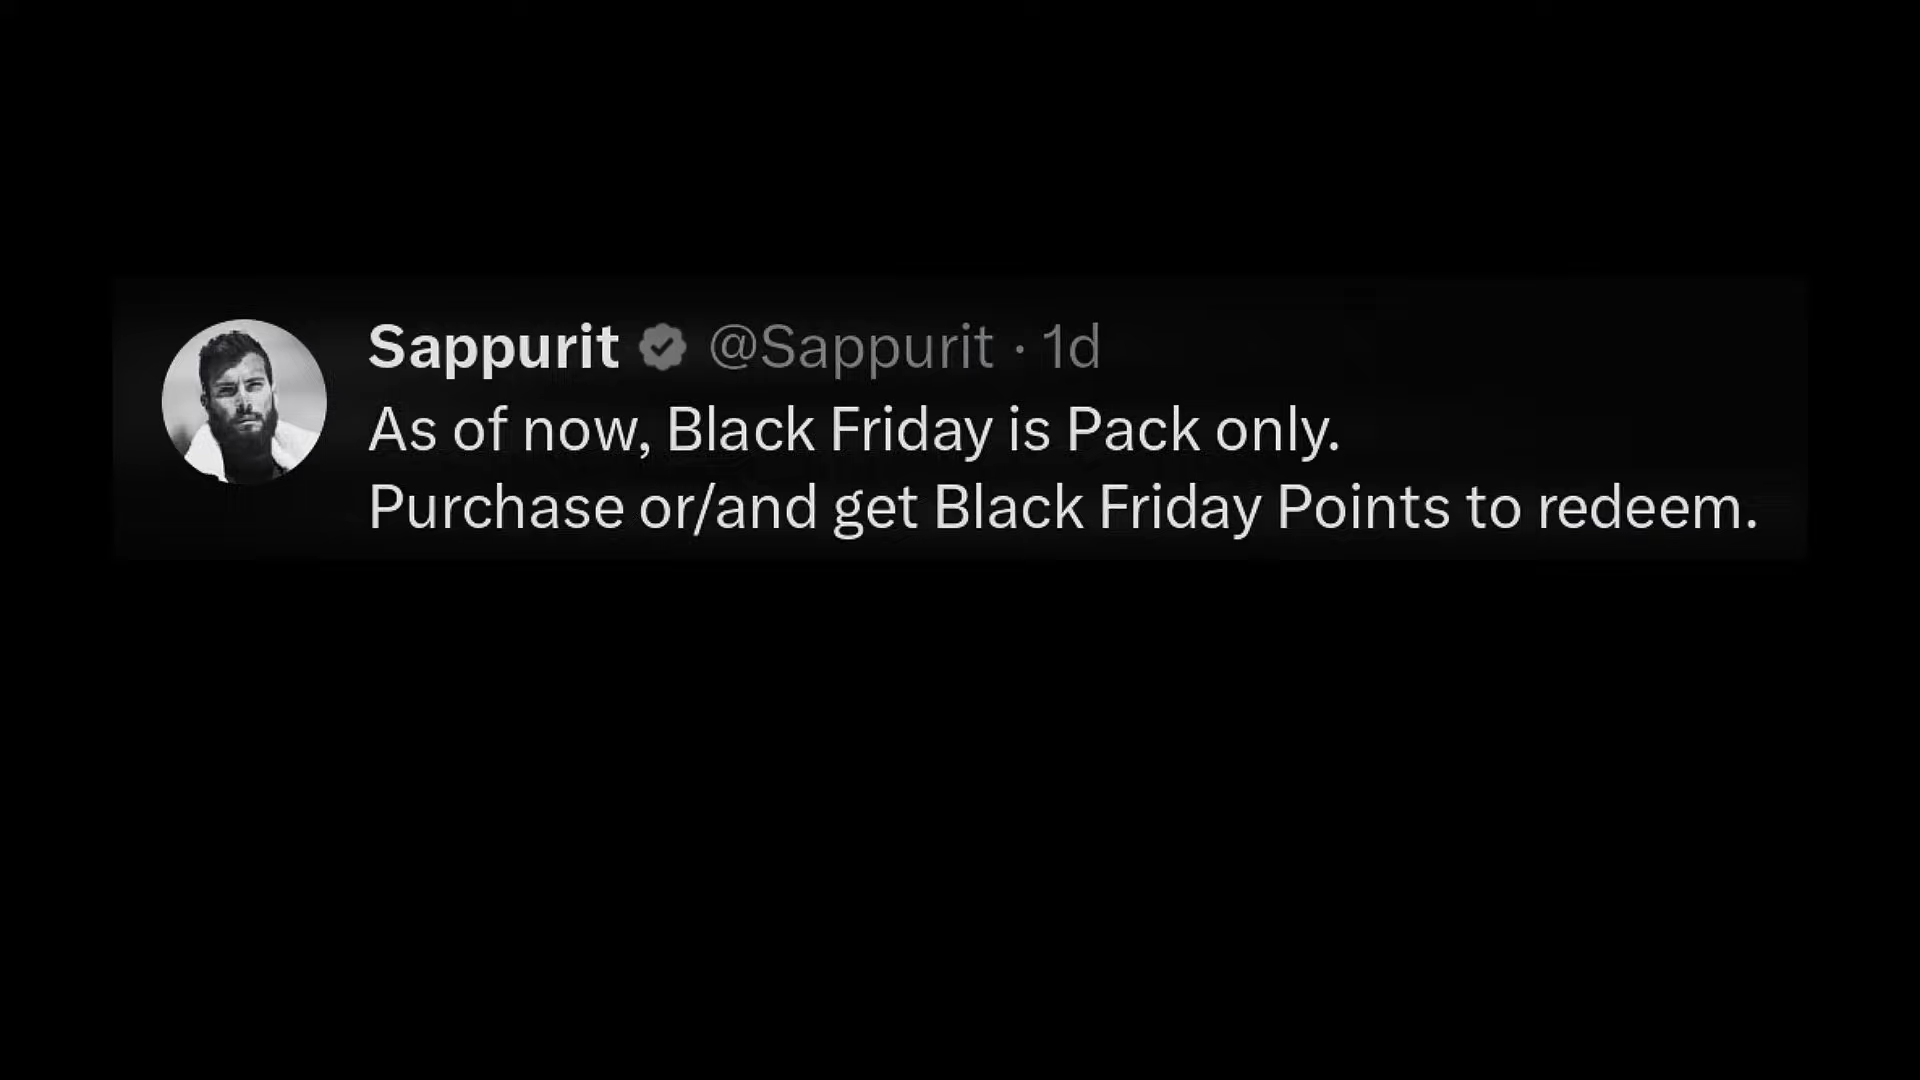 Sappurit @Sappurit · 1d
As of now, Black Friday is Pack only.
Purchase or/and get Black Friday Points to redeem.